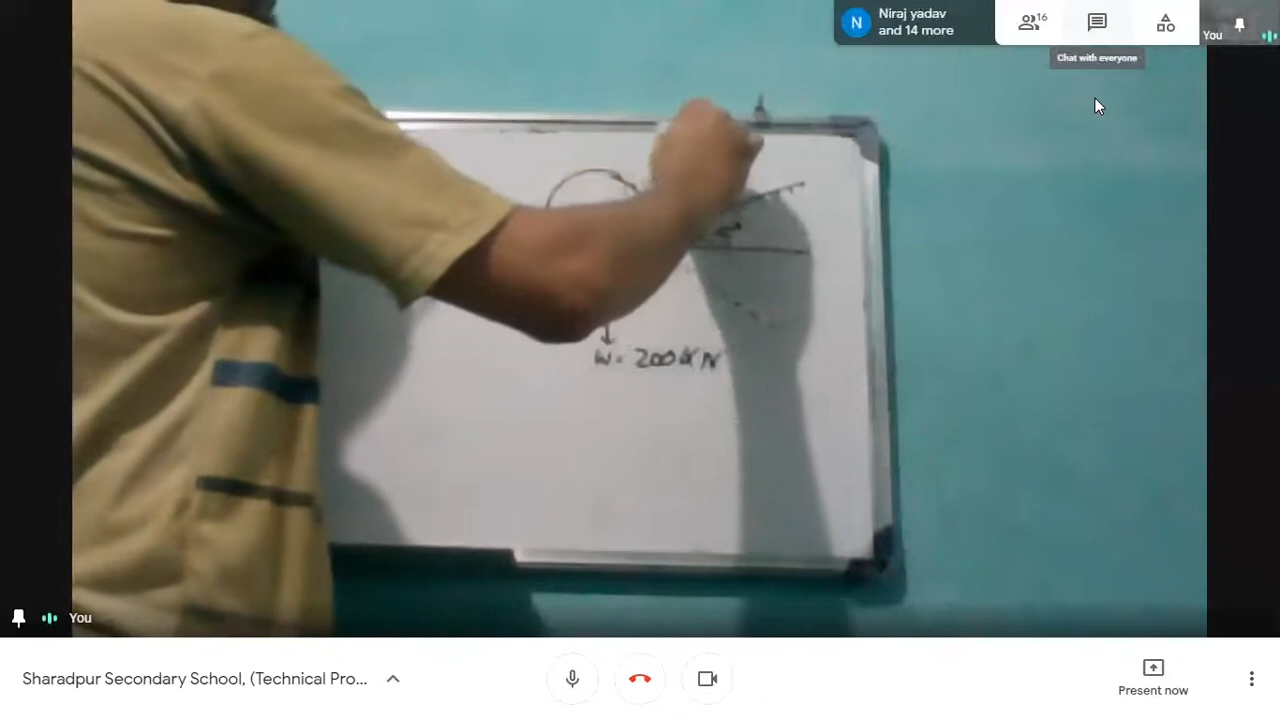 Niraj yadav
and 14 more
16
You
Chat with everyone
W = 200 KN
You
Sharadpur Secondary School, (Technical Pro...
Present now